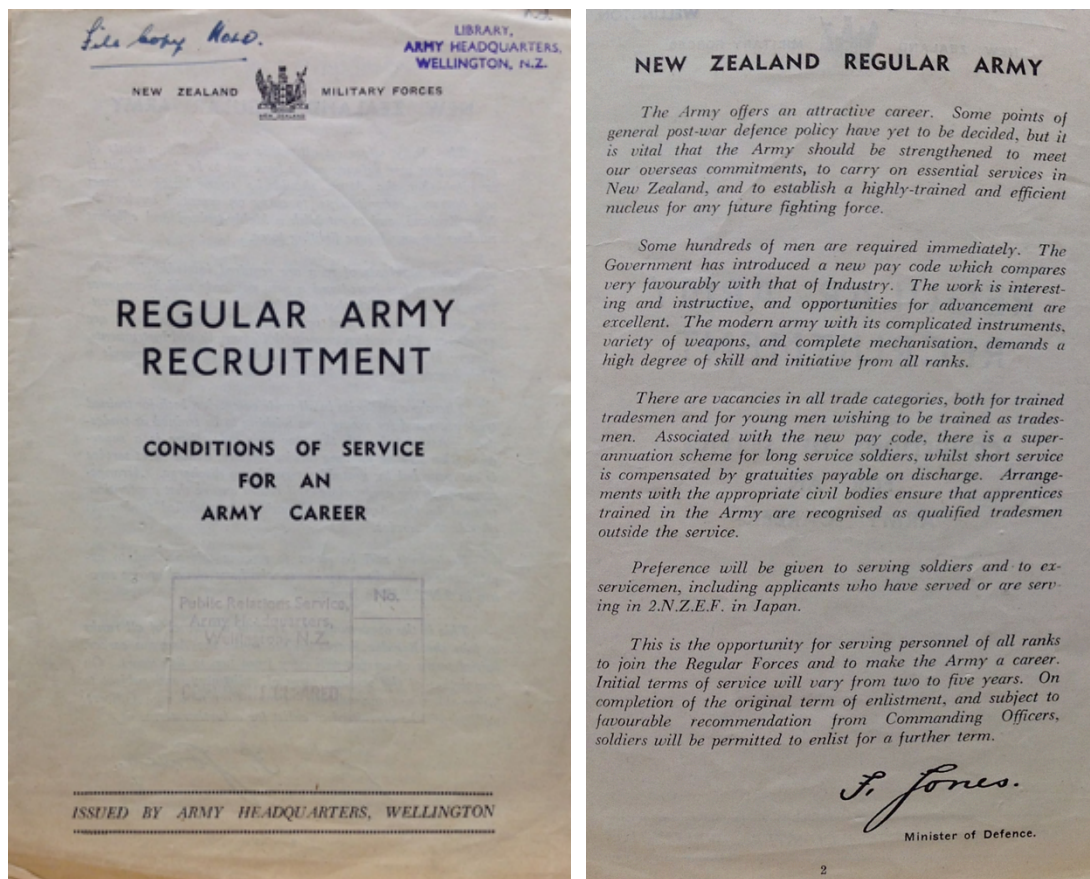 File Copy
LIBRARY,
ARMY HEADQUARTERS,
WELLINGTON, N.Z.
NEW ZEALAND MILITARY FORCES
REGULAR ARMY
RECRUITMENT
CONDITIONS OF SERVICE
FOR AN
ARMY CAREER
Public Relations Service,
Army Headquarters,
Wellington, N.Z.
No.
ISSUED BY ARMY HEADQUARTERS, WELLINGTON
NEW ZEALAND REGULAR ARMY
The Army offers an attractive career. Some points of
general post-war defence policy have yet to be decided, but it
is vital that the Army should be strengthened to meet
our overseas commitments, to carry on essential services in
New Zealand, and to establish a highly-trained and efficient
nucleus for any future fighting force.
Some hundreds of men are required immediately. The
Government has introduced a new pay code which compares
very favourably with that of Industry. The work is interest-
ing and instructive, and opportunities for advancement are
excellent. The modern army with its complicated instruments,
variety of weapons, and complete mechanisation, demands a
high degree of skill and initiative from all ranks.
There are vacancies in all trade categories, both for trained
tradesmen and for young men wishing to be trained as trades-
men. Associated with the new pay code, there is a super-
annuation scheme for long service soldiers, whilst short service
is compensated by gratuities payable on discharge. Arrange-
ments with the appropriate civil bodies ensure that apprentices
trained in the Army are recognised as qualified tradesmen
outside the service.
Preference will be given to serving soldiers and to ex-
servicemen, including applicants who have served or are serv-
ing in 2.N.Z.E.F. in Japan.
This is the opportunity for serving personnel of all ranks
to join the Regular Forces and to make the Army a career.
Initial terms of service will vary from two to five years. On
completion of the original term of enlistment, and subject to
favourable recommendation from Commanding Officers,
soldiers will be permitted to enlist for a further term.
F. Jones.
Minister of Defence.
2